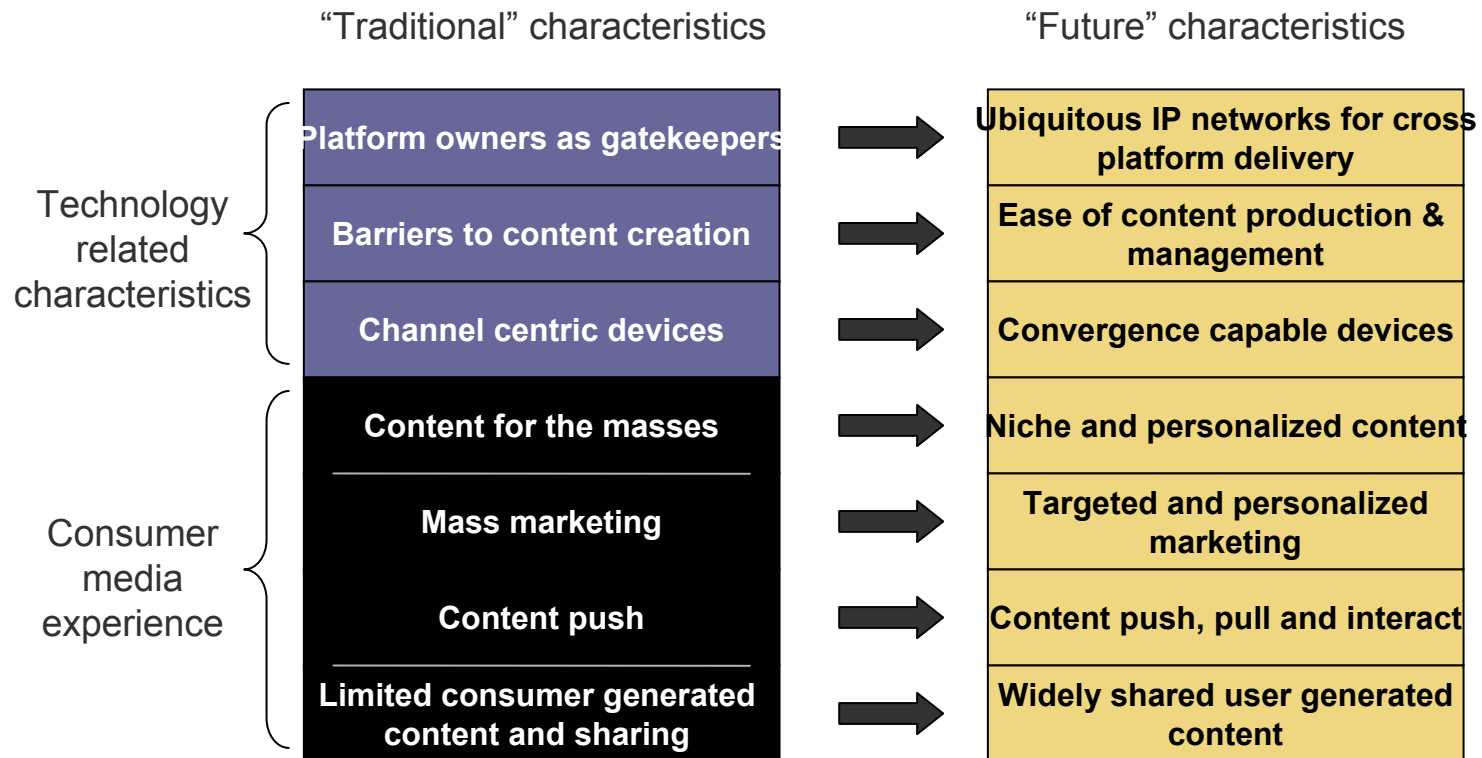 “Traditional” characteristics
“Future” characteristics
Technology
related
characteristics
Platform owners as gatekeepers
Ubiquitous IP networks for cross
platform delivery
Barriers to content creation
Ease of content production &
management
Channel centric devices
Convergence capable devices
Consumer
media
experience
Content for the masses
Niche and personalized content
Mass marketing
Targeted and personalized
marketing
Content push
Content push, pull and interact
Limited consumer generated
content and sharing
Widely shared user generated
content